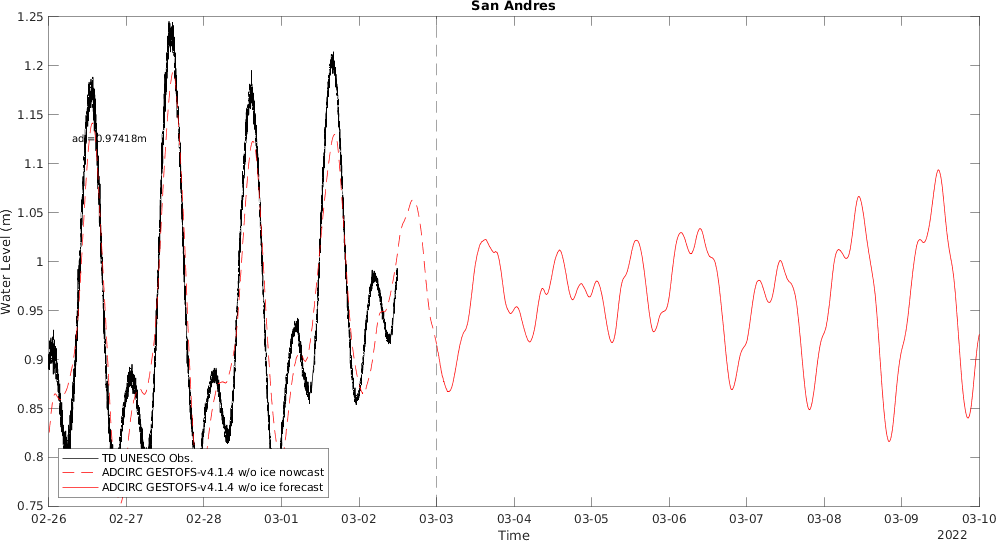 San Andres
1.25
1.2
1.15
1.1
1.05
1
0.95
0.9
0.85
0.8
0.75
Water Level (m)
adj=0.97418m
TD UNESCO Obs.
ADCIRC GESTOFS-v4.1.4 w/o ice nowcast
ADCIRC GESTOFS-v4.1.4 w/o ice forecast
02-26 02-27 02-28 03-01 03-02 03-03 03-04 03-05 03-06 03-07 03-08 03-09 03-10
Time
2022